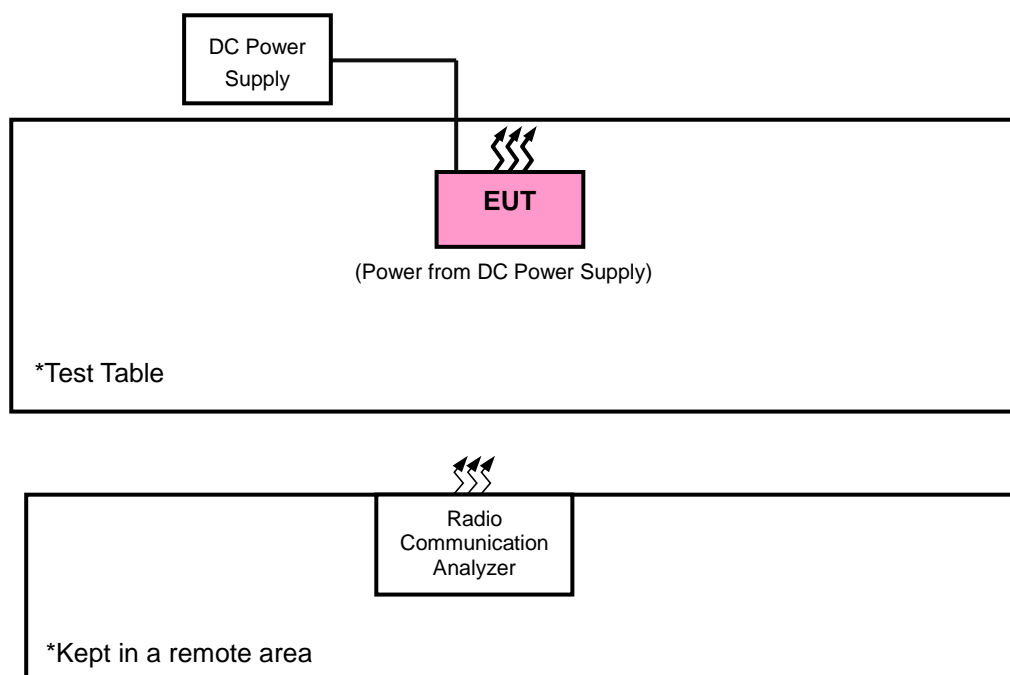 DC Power
Supply
EUT
(Power from DC Power Supply)
*Test Table
Radio
Communication
Analyzer
*Kept in a remote area